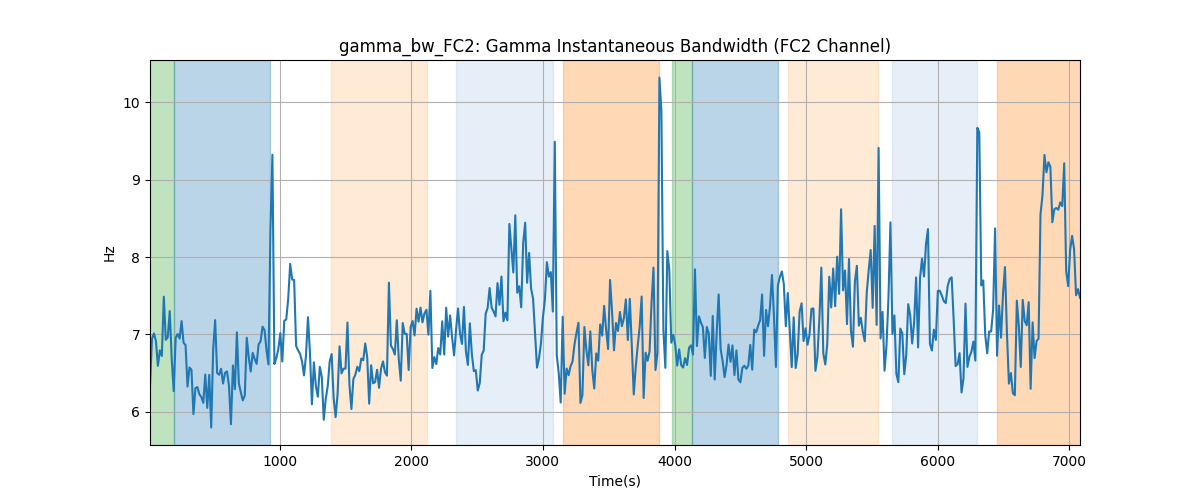 gamma_bw_FC2: Gamma Instantaneous Bandwidth (FC2 Channel)
10
9
8
7
6
Hz
1000 2000 3000 4000 5000 6000 7000
Time(s)